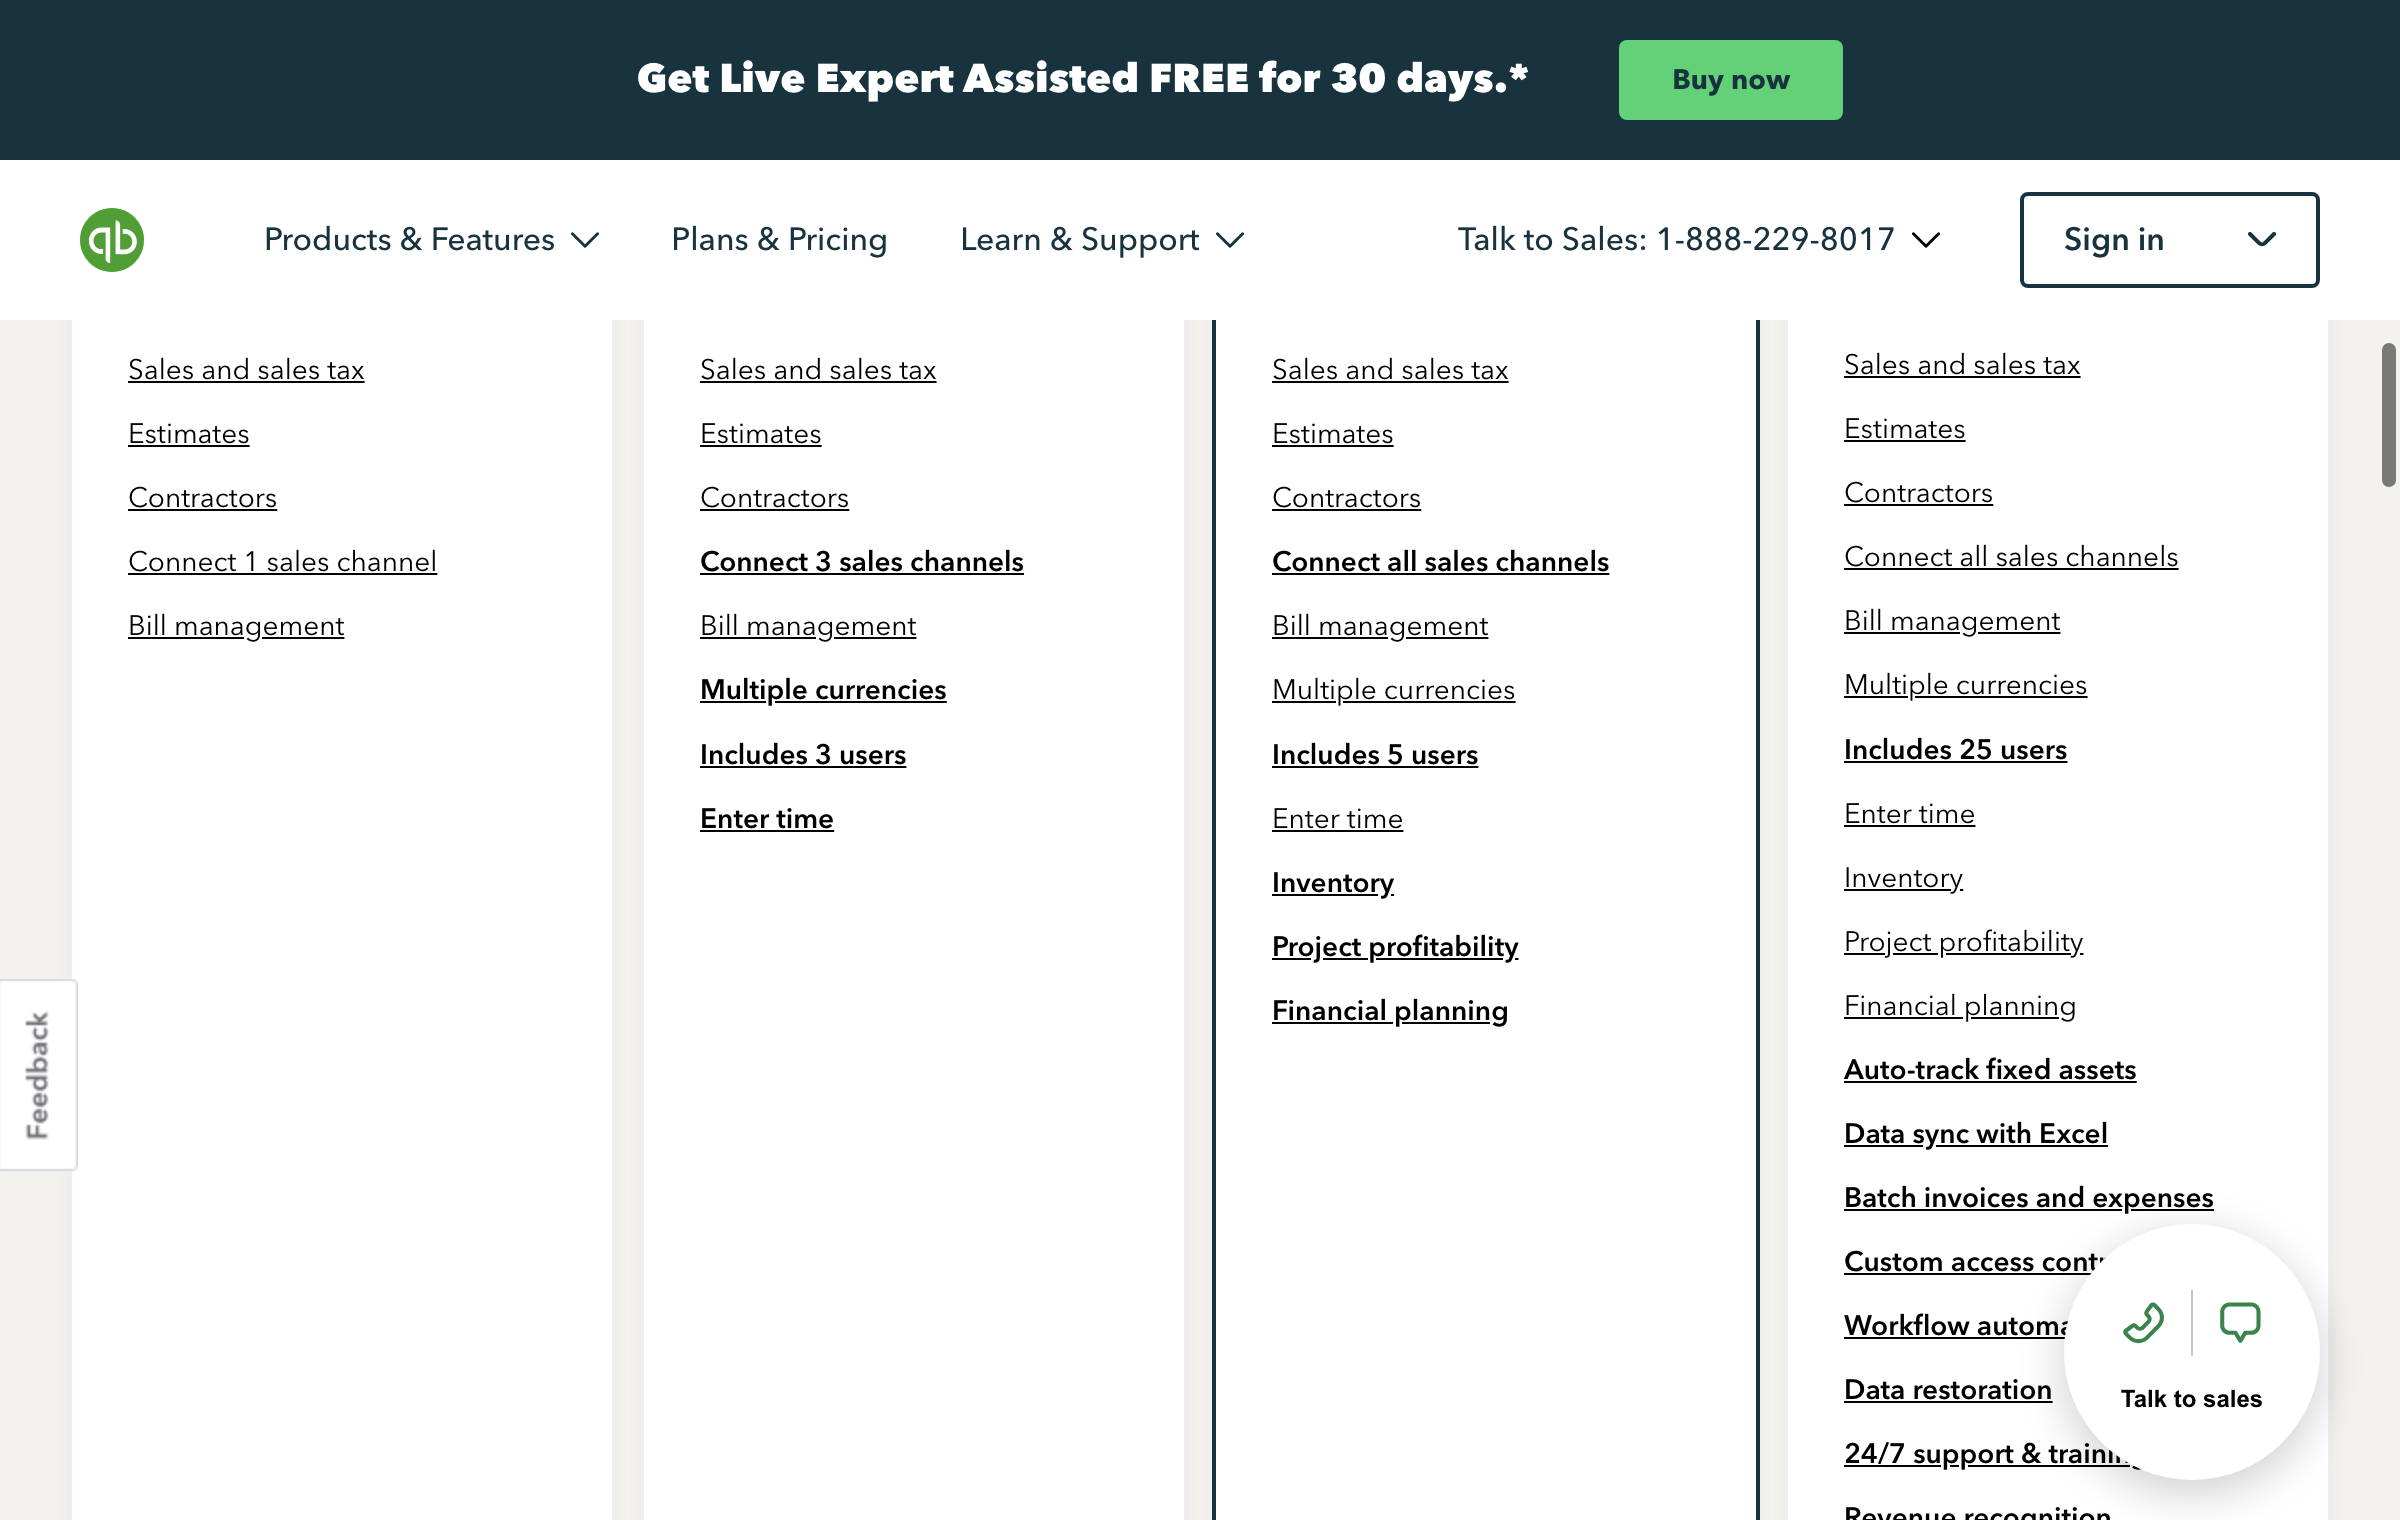 Get Live Expert Assisted FREE for 30 days.*
Buy now
qb
Products & Features
Plans & Pricing
Learn & Support
Talk to Sales: 1-888-229-8017
Sign in
Sales and sales tax
Estimates
Contractors
Connect 1 sales channel
Bill management
Sales and sales tax
Estimates
Contractors
Connect 3 sales channels
Bill management
Multiple currencies
Includes 3 users
Enter time
Sales and sales tax
Estimates
Contractors
Connect all sales channels
Bill management
Multiple currencies
Includes 5 users
Enter time
Inventory
Project profitability
Financial planning
Sales and sales tax
Estimates
Contractors
Connect all sales channels
Bill management
Multiple currencies
Includes 25 users
Enter time
Inventory
Project profitability
Financial planning
Auto-track fixed assets
Data sync with Excel
Batch invoices and expenses
Custom access
Workflow
Data restoration
24/7 support & training
Revenue recognition
Feedback
Talk to sales